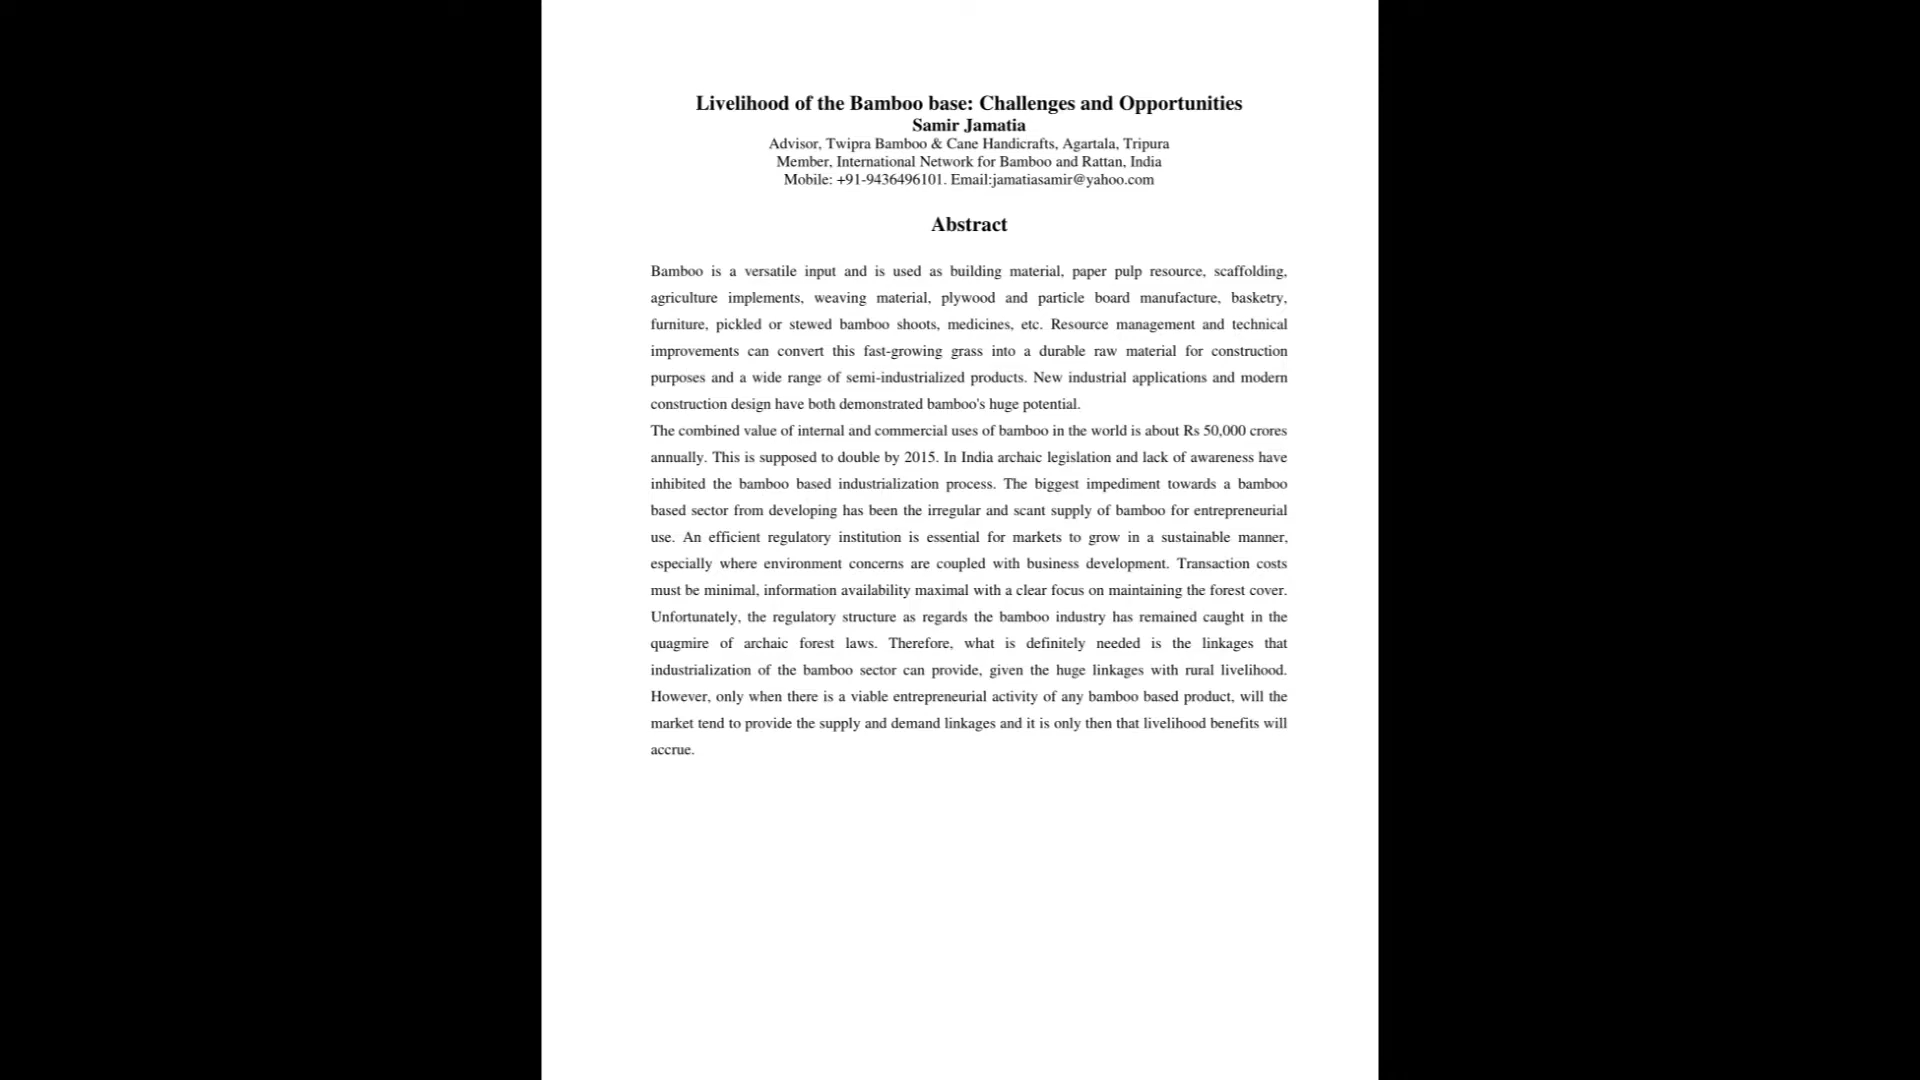 Livelihood of the Bamboo base: Challenges and Opportunities
Samir Jamatia
Advisor, Twipra Bamboo & Cane Handicrafts, Agartala, Tripura
Member, International Network for Bamboo and Rattan, India
Mobile: +91-9436496101. Email:jamatiasamir@yahoo.com
Abstract
Bamboo is a versatile input and is used as building material, paper pulp resource, scaffolding,
agriculture implements, weaving material, plywood and particle board manufacture, basketry,
furniture, pickled or stewed bamboo shoots, medicines, etc. Resource management and technical
improvements can convert this fast-growing grass into a durable raw material for construction
purposes and a wide range of semi-industrialized products. New industrial applications and modern
construction design have both demonstrated bamboo's huge potential.
The combined value of internal and commercial uses of bamboo in the world is about Rs 50,000 crores
annually. This is supposed to double by 2015. In India archaic legislation and lack of awareness have
inhibited the bamboo based industrialization process. The biggest impediment towards a bamboo
based sector from developing has been the irregular and scant supply of bamboo for entrepreneurial
use. An efficient regulatory institution is essential for markets to grow in a sustainable manner,
especially where environment concerns are coupled with business development. Transaction costs
must be minimal, information availability maximal with a clear focus on maintaining the forest cover.
Unfortunately, the regulatory structure as regards the bamboo industry has remained caught in the
quagmire of archaic forest laws. Therefore, what is definitely needed is the linkages that
industrialization of the bamboo sector can provide, given the huge linkages with rural livelihood.
However, only when there is a viable entrepreneurial activity of any bamboo based product, will the
market tend to provide the supply and demand linkages and it is only then that livelihood benefits will
accrue.